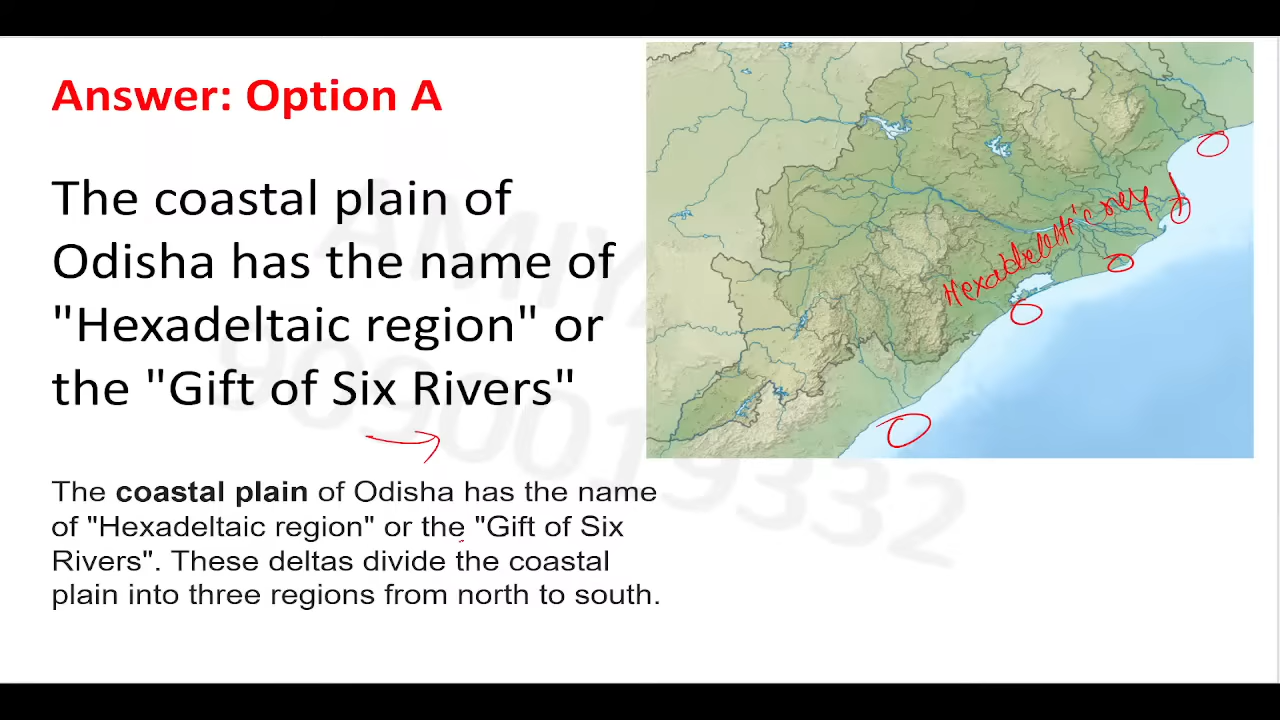 Answer: Option A
The coastal plain of
Odisha has the name of
"Hexadeltaic region" or
the "Gift of Six Rivers"
The coastal plain of Odisha has the name
of "Hexadeltaic region" or the "Gift of Six
Rivers". These deltas divide the coastal
plain into three regions from north to south.